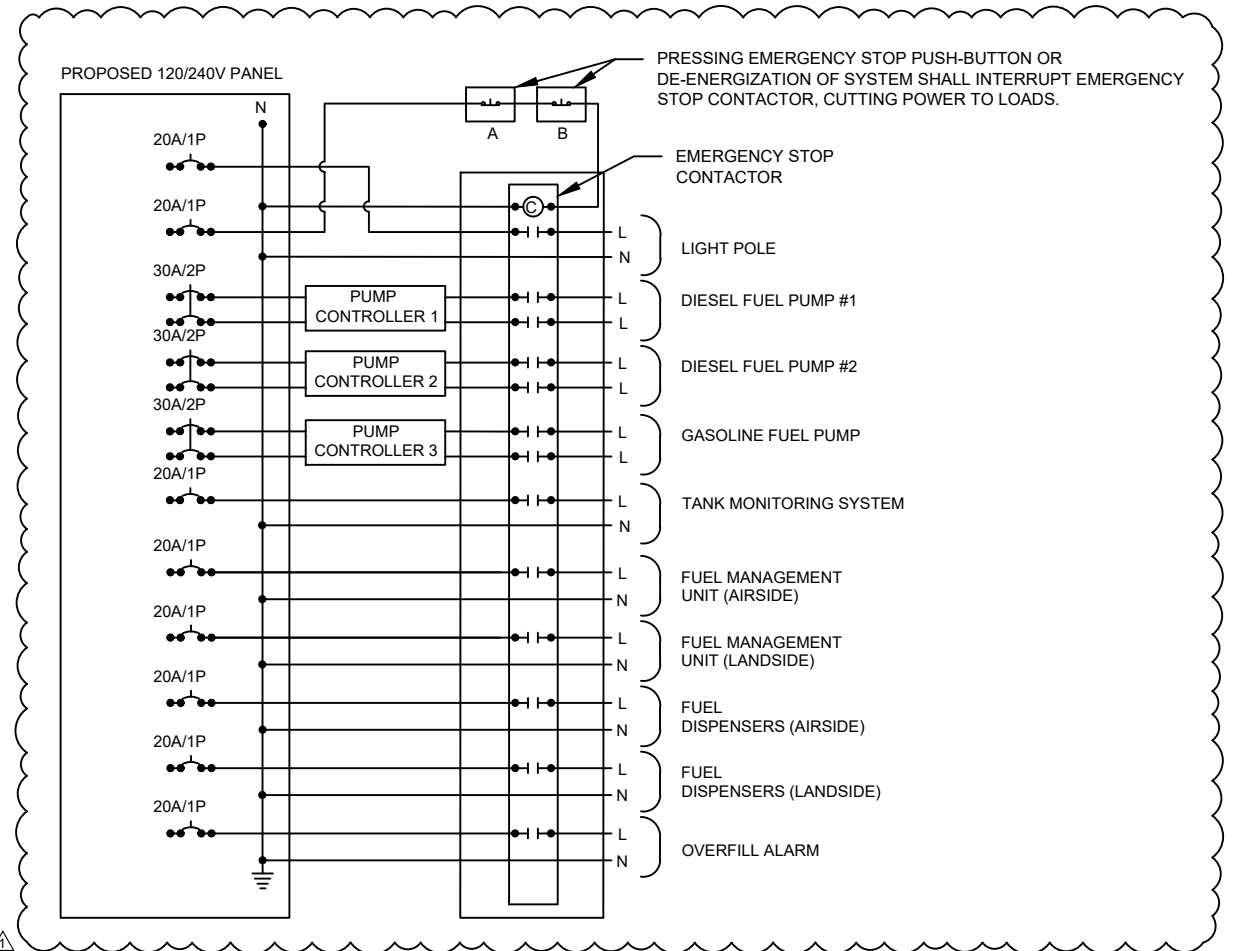 PROPOSED 120/240V PANEL
N
20A/1P
20A/1P
30A/2P
30A/2P
30A/2P
20A/1P
20A/1P
20A/1P
20A/1P
20A/1P
20A/1P
A
B
PRESSING EMERGENCY STOP PUSH-BUTTON OR
DE-ENERGIZATION OF SYSTEM SHALL INTERRUPT EMERGENCY
STOP CONTACTOR, CUTTING POWER TO LOADS.
EMERGENCY STOP
CONTACTOR
C
PUMP
CONTROLLER 1
PUMP
CONTROLLER 2
PUMP
CONTROLLER 3
L
N
LIGHT POLE
L
L
DIESEL FUEL PUMP #1
L
L
DIESEL FUEL PUMP #2
L
L
GASOLINE FUEL PUMP
L
N
TANK MONITORING SYSTEM
L
N
FUEL MANAGEMENT
UNIT (AIRSIDE)
L
N
FUEL MANAGEMENT
UNIT (LANDSIDE)
L
N
FUEL
DISPENSERS (AIRSIDE)
L
N
FUEL
DISPENSERS (LANDSIDE)
L
N
OVERFILL ALARM
1